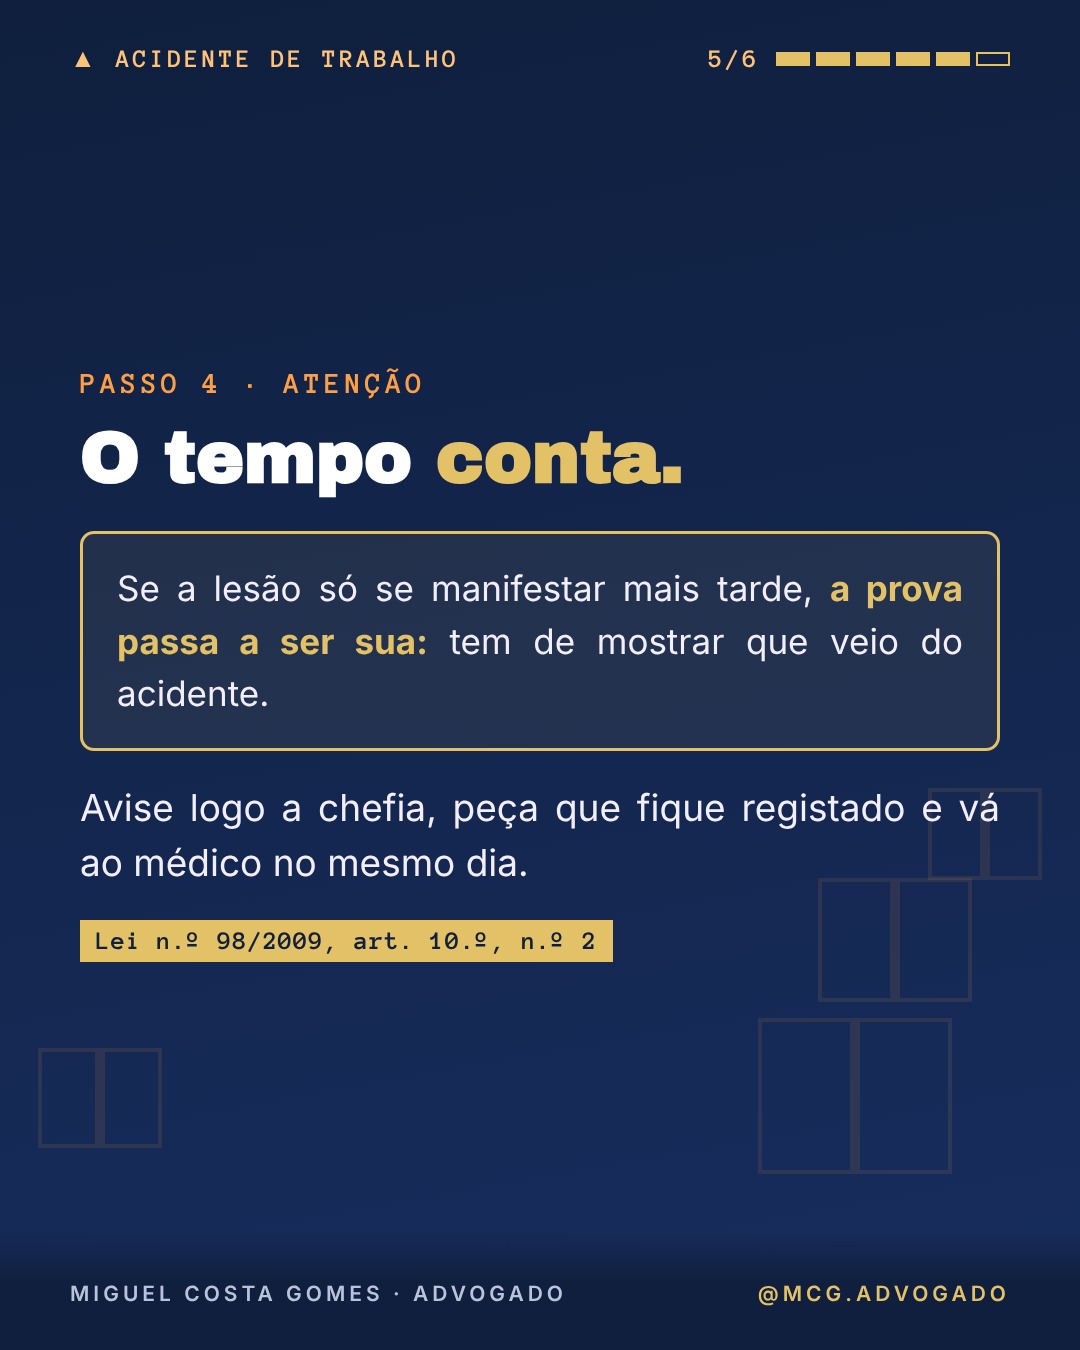 ▲ ACIDENTE DE TRABALHO
5/6
PASSO 4 · ATENÇÃO
O tempo conta.
Se a lesão só se manifestar mais tarde, a prova
passa a ser sua: tem de mostrar que veio do
acidente.
Avise logo a chefia, peça que fique registado e vá
ao médico no mesmo dia.
Lei n.º 98/2009, art. 10.º, n.º 2
MIGUEL COSTA GOMES · ADVOGADO
@MCG.ADVOGADO